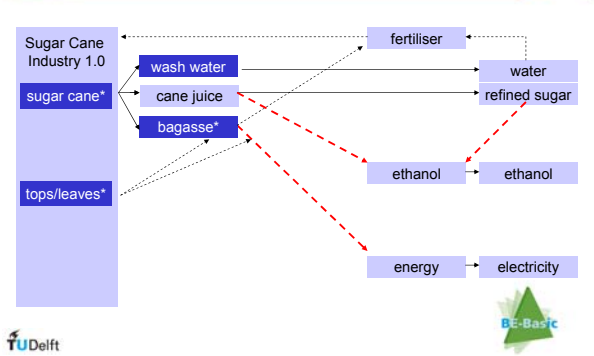 Sugar Cane
Industry 1.0
sugar cane*
tops/leaves*
wash water
cane juice
bagasse*
fertiliser
water
refined sugar
ethanol
ethanol
energy
electricity
TUDelft
BE-Basic